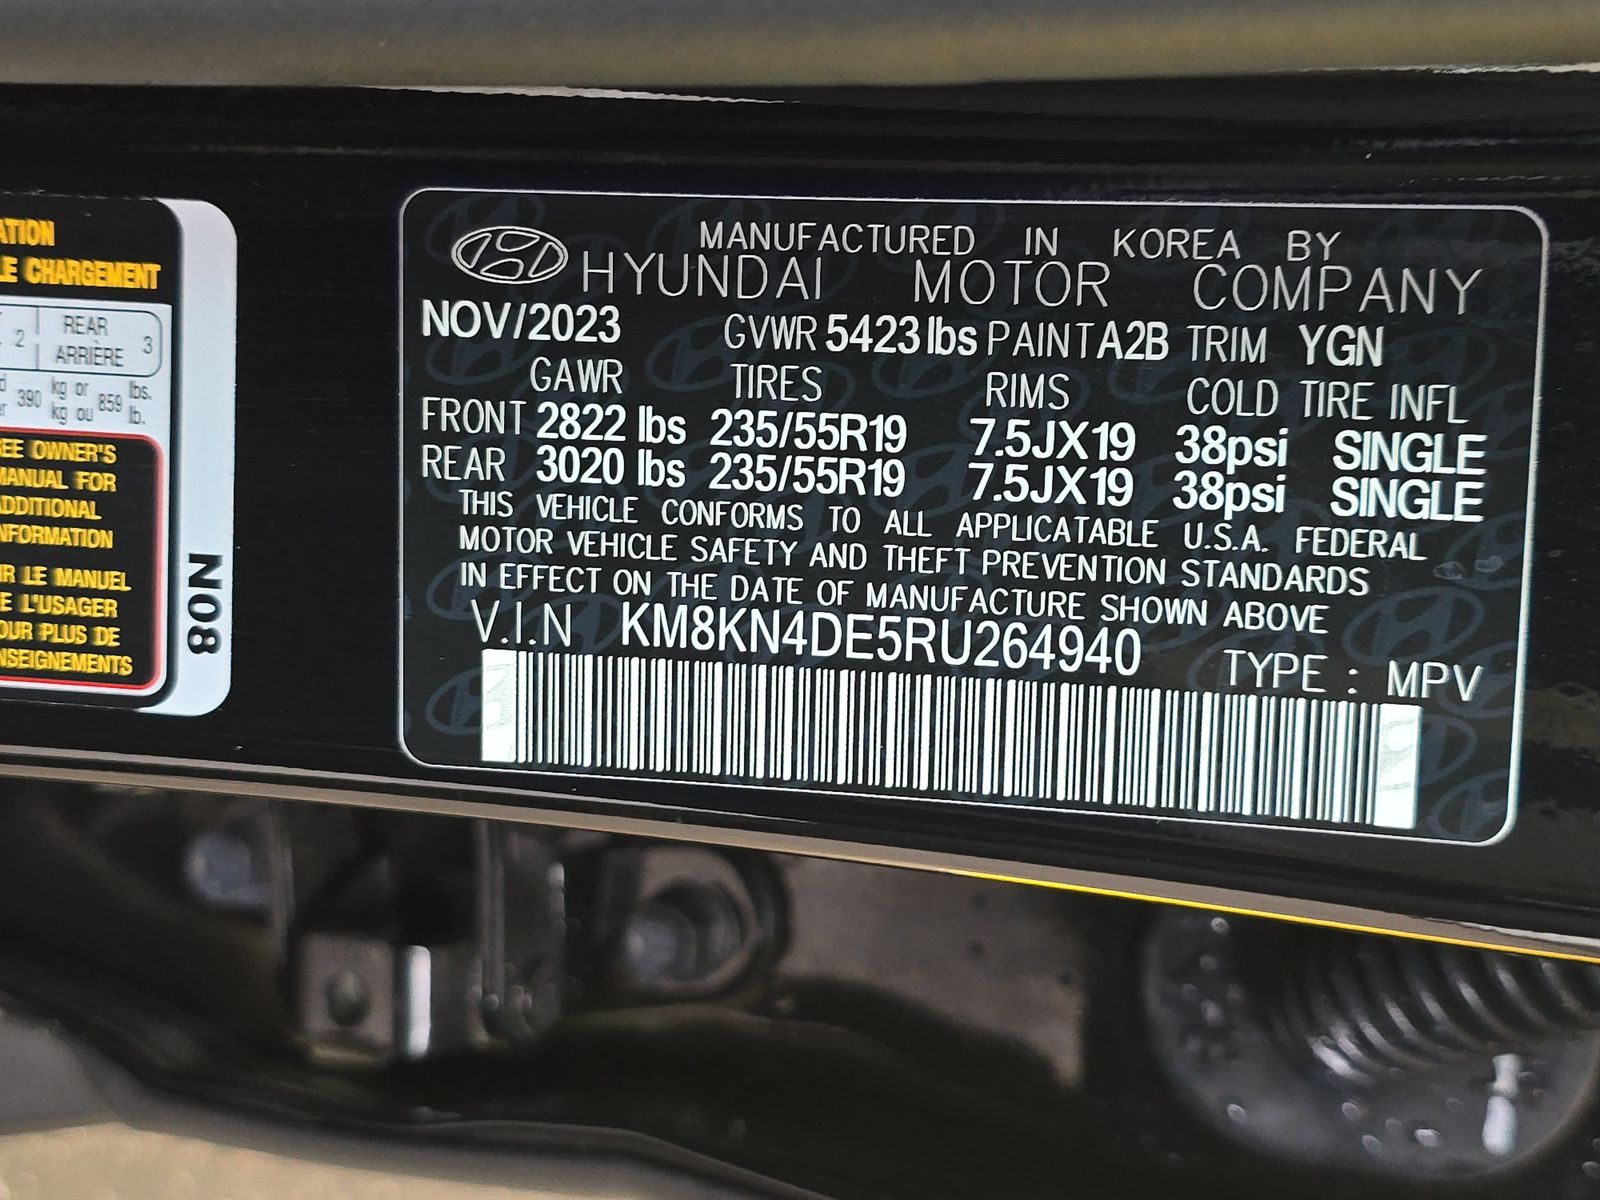 ATION
LE CHARGEMENT
2 REAR ARRIÈRE 3
390 kg or kg ou 859 lbs. lb.
SEE OWNER'S
MANUAL FOR
ADDITIONAL
INFORMATION
IR LE MANUEL
E L'USAGER
OUR PLUS DE
NSEIGNEMENTS
N08
MANUFACTURED IN KOREA BY
HYUNDAI MOTOR COMPANY
NOV/2023 GVWR 5423 lbs PAINT A2B TRIM YGN
GAWR TIRES RIMS COLD TIRE INFL
FRONT 2822 lbs 235/55R19 7.5JX19 38psi SINGLE
REAR 3020 lbs 235/55R19 7.5JX19 38psi SINGLE
THIS VEHICLE CONFORMS TO ALL APPLICATABLE U.S.A. FEDERAL
MOTOR VEHICLE SAFETY AND THEFT PREVENTION STANDARDS
IN EFFECT ON THE DATE OF MANUFACTURE SHOWN ABOVE
V.I.N KM8KN4DE5RU264940 TYPE : MPV